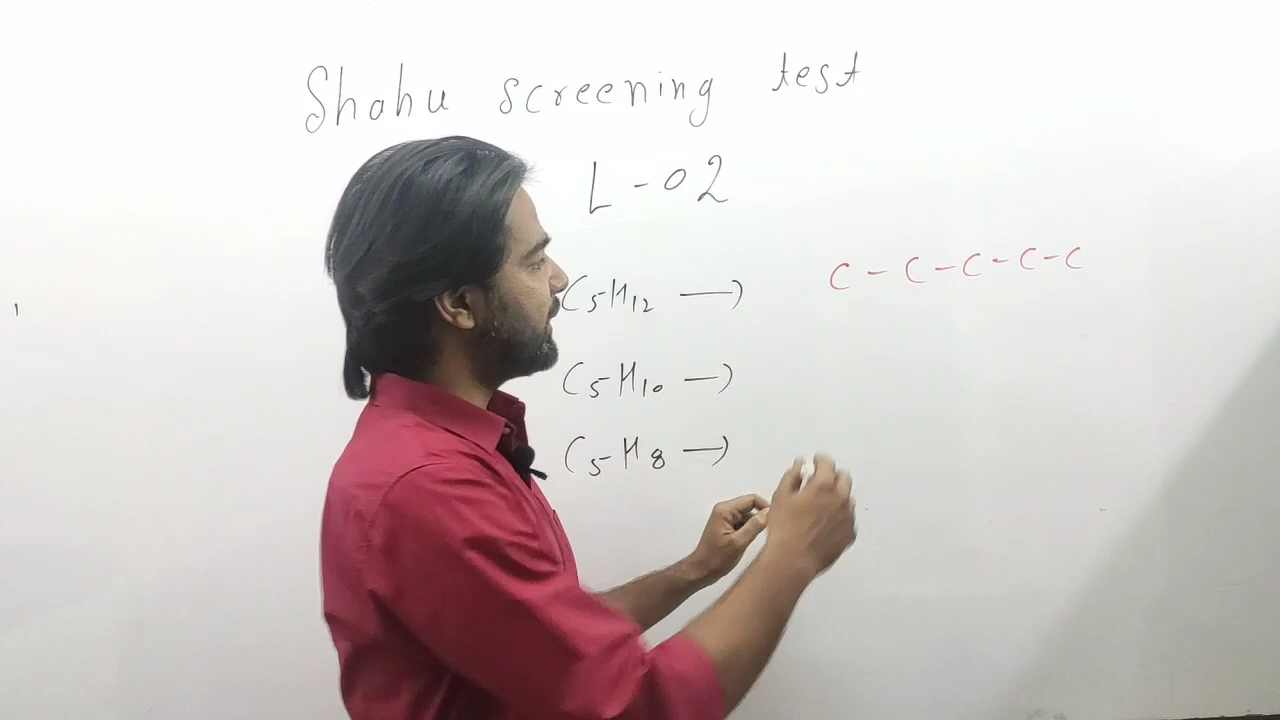 Shahu screening test
L-02
C5H12 → C-C-C-C-C
C5H10 →
C5H8 →